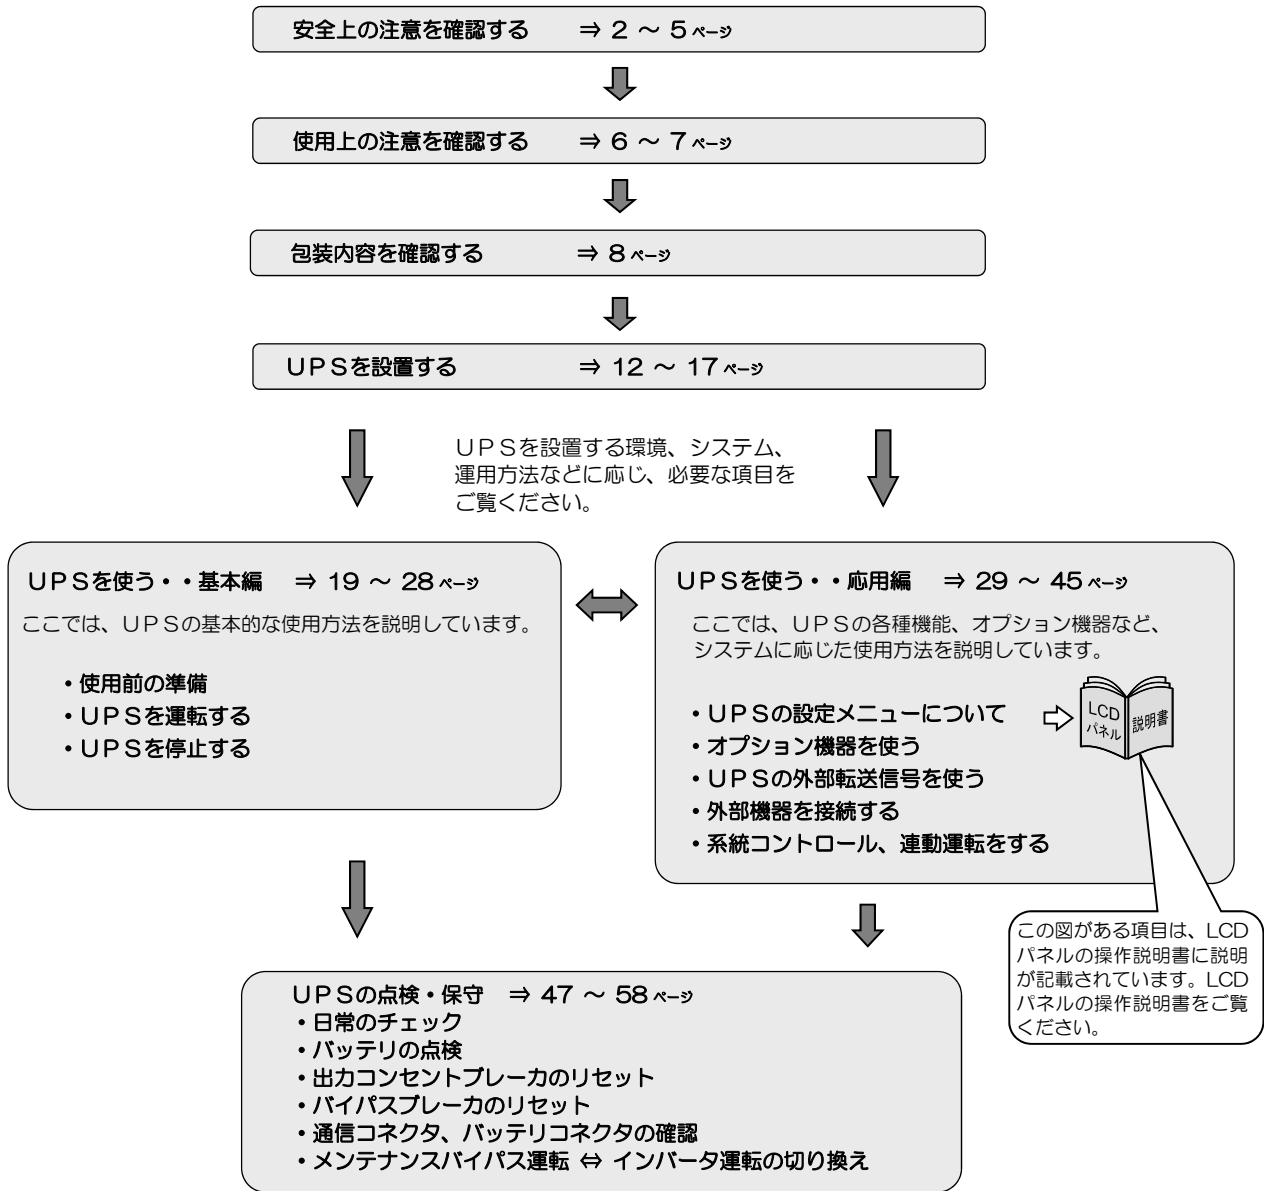 安全上の注意を確認する ⇒ 2 ～ 5 ページ
使用上の注意を確認する ⇒ 6 ～ 7 ページ
包装内容を確認する ⇒ 8 ページ
UPSを設置する ⇒ 12 ～ 17 ページ
UPSを設置する環境、システム、
運用方法などに応じ、必要な項目を
ご覧ください。
UPSを使う・・基本編 ⇒ 19 ～ 28 ページ
ここでは、UPSの基本的な使用方法を説明しています。
・使用前の準備
・UPSを運転する
・UPSを停止する
UPSを使う・・応用編 ⇒ 29 ～ 45 ページ
ここでは、UPSの各種機能、オプション機器など、
システムに応じた使用方法を説明しています。
・UPSの設定メニューについて
・オプション機器を使う
・UPSの外部転送信号を使う
・外部機器を接続する
・系統コントロール、連動運転をする
LCD
パネル
説明書
この図がある項目は、LCD
パネルの操作説明書に説明
が記載されています。LCD
パネルの操作説明書をご覧
ください。
UPSの点検・保守 ⇒ 47 ～ 58 ページ
・日常のチェック
・バッテリの点検
・出力コンセントブレーカのリセット
・バイパスブレーカのリセット
・通信コネクタ、バッテリコネクタの確認
・メンテナンスバイパス運転 ⇔ インバータ運転の切り換え